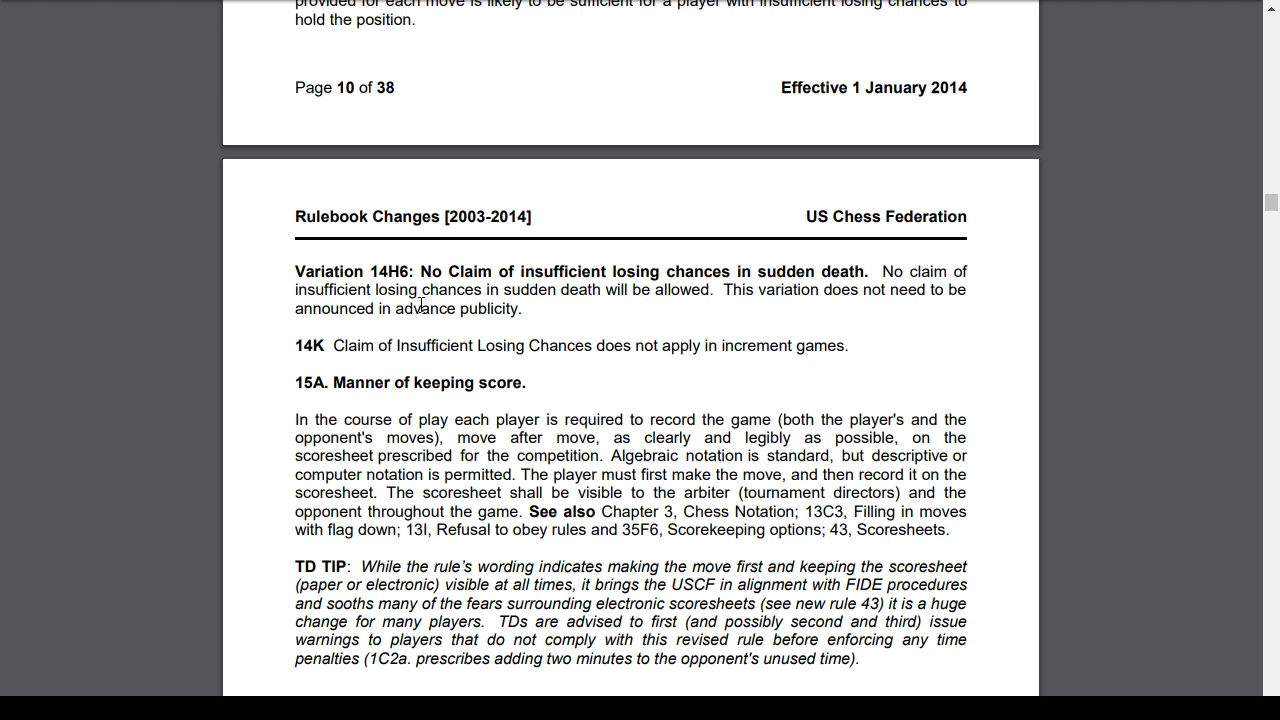 provided for each move is likely to be sufficient for a player with insufficient losing chances to
hold the position.
Page 10 of 38 Effective 1 January 2014
Rulebook Changes [2003-2014] US Chess Federation
Variation 14H6: No Claim of insufficient losing chances in sudden death. No claim of
insufficient losing chances in sudden death will be allowed. This variation does not need to be
announced in advance publicity.
14K Claim of Insufficient Losing Chances does not apply in increment games.
15A. Manner of keeping score.
In the course of play each player is required to record the game (both the player's and the
opponent's moves), move after move, as clearly and legibly as possible, on the
scoresheet prescribed for the competition. Algebraic notation is standard, but descriptive or
computer notation is permitted. The player must first make the move, and then record it on the
scoresheet. The scoresheet shall be visible to the arbiter (tournament directors) and the
opponent throughout the game. See also Chapter 3, Chess Notation; 13C3, Filling in moves
with flag down; 13I, Refusal to obey rules and 35F6, Scorekeeping options; 43, Scoresheets.
TD TIP: While the rule's wording indicates making the move first and keeping the scoresheet
(paper or electronic) visible at all times, it brings the USCF in alignment with FIDE procedures
and sooths many of the fears surrounding electronic scoresheets (see new rule 43) it is a huge
change for many players. TDs are advised to first (and possibly second and third) issue
warnings to players that do not comply with this revised rule before enforcing any time
penalties (1C2a. prescribes adding two minutes to the opponent's unused time).